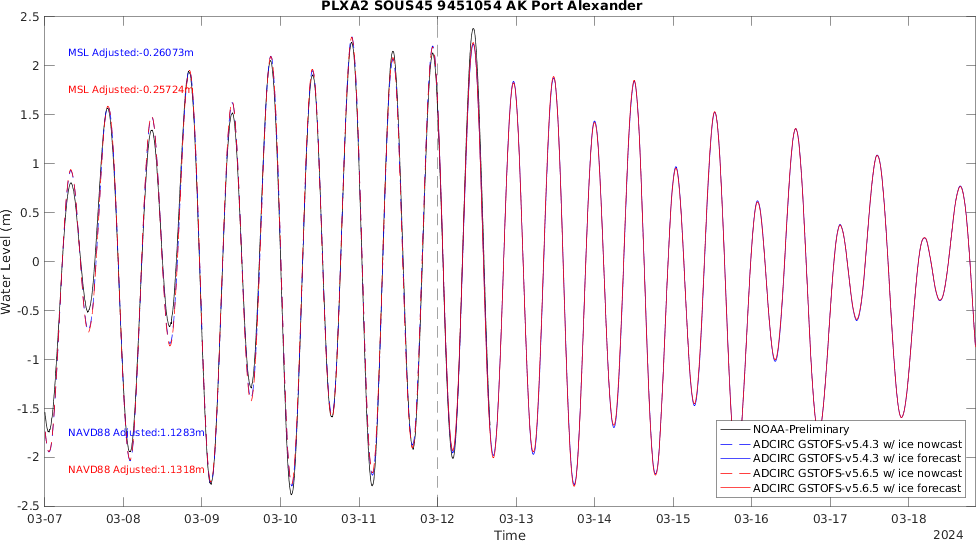 PLXA2 SOUS45 9451054 AK Port Alexander
2.5
2
1.5
1
0.5
0
-0.5
-1
-1.5
-2
-2.5
Water Level (m)
MSL Adjusted:-0.26073m
MSL Adjusted:-0.25724m
NAVD88 Adjusted:1.1283m
NAVD88 Adjusted:1.1318m
NOAA-Preliminary
ADCIRC GSTOFS-v5.4.3 w/ ice nowcast
ADCIRC GSTOFS-v5.4.3 w/ ice forecast
ADCIRC GSTOFS-v5.6.5 w/ ice nowcast
ADCIRC GSTOFS-v5.6.5 w/ ice forecast
03-07 03-08 03-09 03-10 03-11 03-12 03-13 03-14 03-15 03-16 03-17 03-18
Time
2024